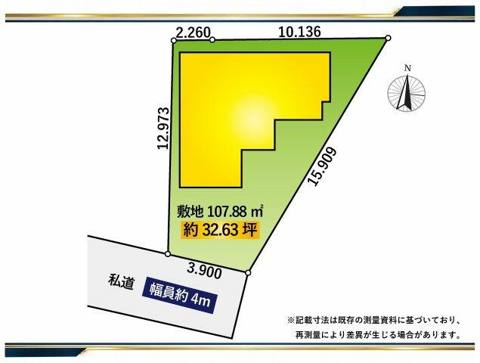 2.260
10.136
N
12.973
15.909
敷地 107.88 ㎡
約 32.63 坪
3.900
私道
幅員約 4m
※記載寸法は既存の測量資料に基づいており、
再測量により差異が生じる場合があります。